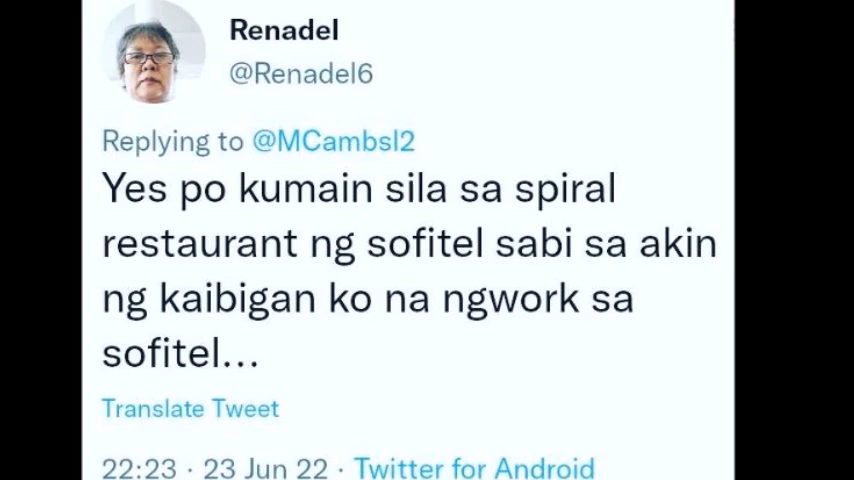 Renadel
@Renadel6
Replying to @MCambsl2
Yes po kumain sila sa spiral
restaurant ng sofitel sabi sa akin
ng kaibigan ko na ngwork sa
sofitel...
Translate Tweet
22:23 · 23 Jun 22 · Twitter for Android